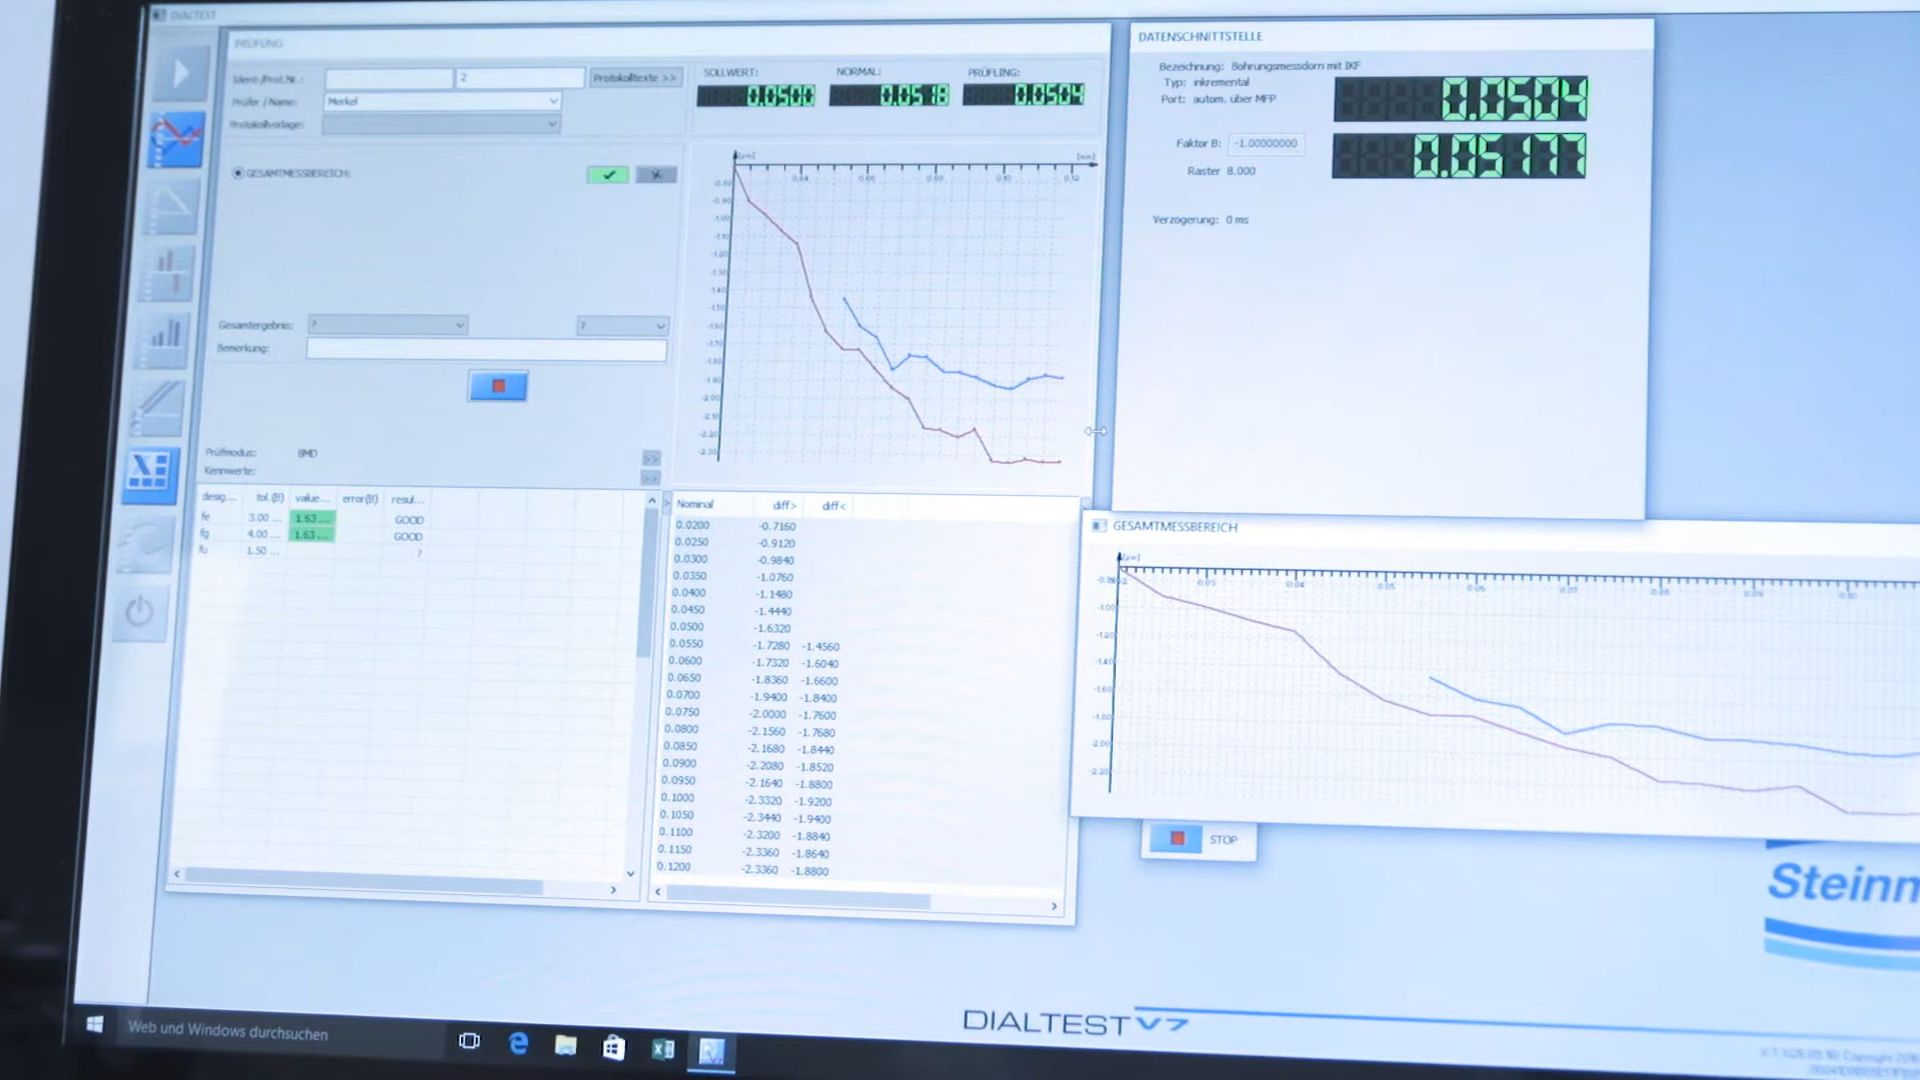 DIALTEST
PRÜFUNG
Ident-/Prot.Nr.: 2 Protokolltexte >>
Prüfer / Name: Merkel
Protokollvorlage:
SOLLWERT: NORMAL: PRÜFLING:
0.0500 0.0518 0.0504
GESAMTMESSBEREICH:
Gesamtergebnis: ? ?
Bemerkung:
Prüfmodus: BMD
Kennwerte:
desig... tol.(B) value... error(B) resul...
fe 3.00 ... 1.63 ... GOOD
fg 4.00 ... 1.63 ... GOOD
fu 1.50 ... ?
Nominal diff> diff<
0.0200 -0.7160
0.0250 -0.9120
0.0300 -0.9840
0.0350 -1.0760
0.0400 -1.1480
0.0450 -1.4440
0.0500 -1.6320
0.0550 -1.7280 -1.4560
0.0600 -1.7320 -1.6040
0.0650 -1.8360 -1.6600
0.0700 -1.9400 -1.8400
0.0750 -2.0000 -1.7600
0.0800 -2.1560 -1.7680
0.0850 -2.1680 -1.8440
0.0900 -2.2080 -1.8520
0.0950 -2.1640 -1.8800
0.1000 -2.3320 -1.9200
0.1050 -2.3440 -1.9400
0.1100 -2.3200 -1.8840
0.1150 -2.3360 -1.8640
0.1200 -2.3360 -1.8800
DATENSCHNITTSTELLE
Bezeichnung: Bohrungsmessdorn mit IKF
Typ: inkremental
Port: autom. über MFP
0.0504
Faktor B: -1.00000000
0.05177
Raster 8.000
Verzögerung: 0 ms
GESAMTMESSBEREICH
STOP
Steinm
DIALTEST V7
Web und Windows durchsuchen